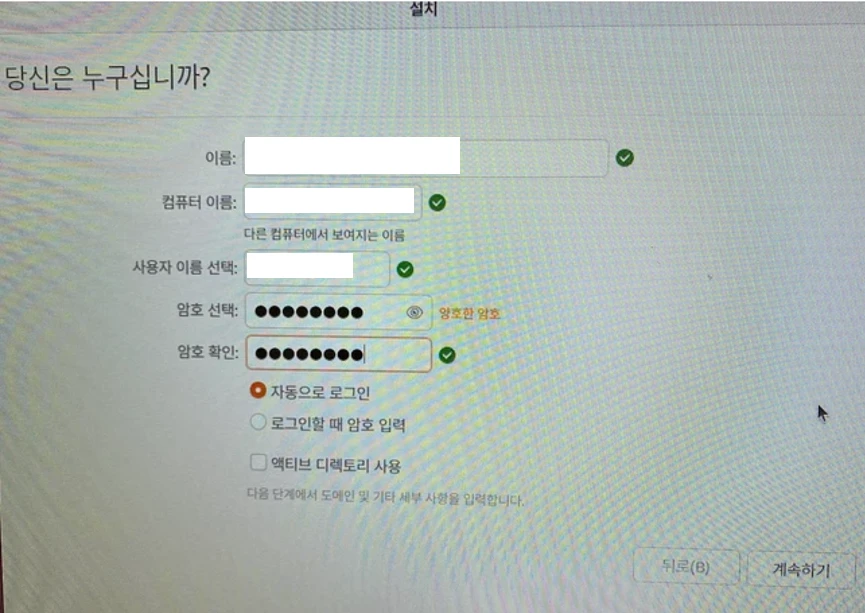 설치
당신은 누구십니까?
이름:
컴퓨터 이름:
다른 컴퓨터에서 보여지는 이름
사용자 이름 선택:
암호 선택: ●●●●●●●● 양호한 암호
암호 확인: ●●●●●●●●
자동으로 로그인
로그인할 때 암호 입력
액티브 디렉토리 사용
다음 단계에서 도메인 및 기타 세부 사항을 입력합니다.
뒤로(B) 계속하기